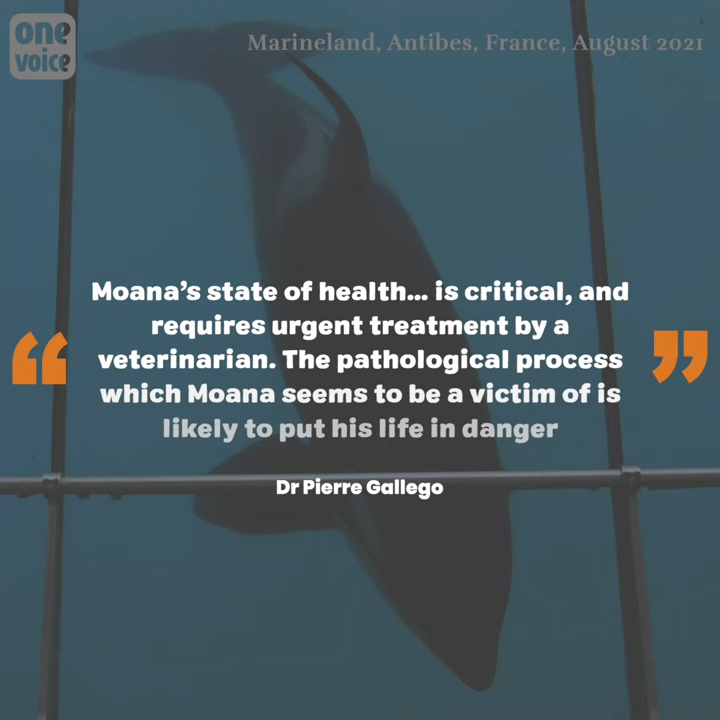 one
voice
Marineland, Antibes, France, August 2021
Moana's state of health... is critical, and
requires urgent treatment by a
“ veterinarian. The pathological process ”
which Moana seems to be a victim of is
likely to put his life in danger
Dr Pierre Gallego